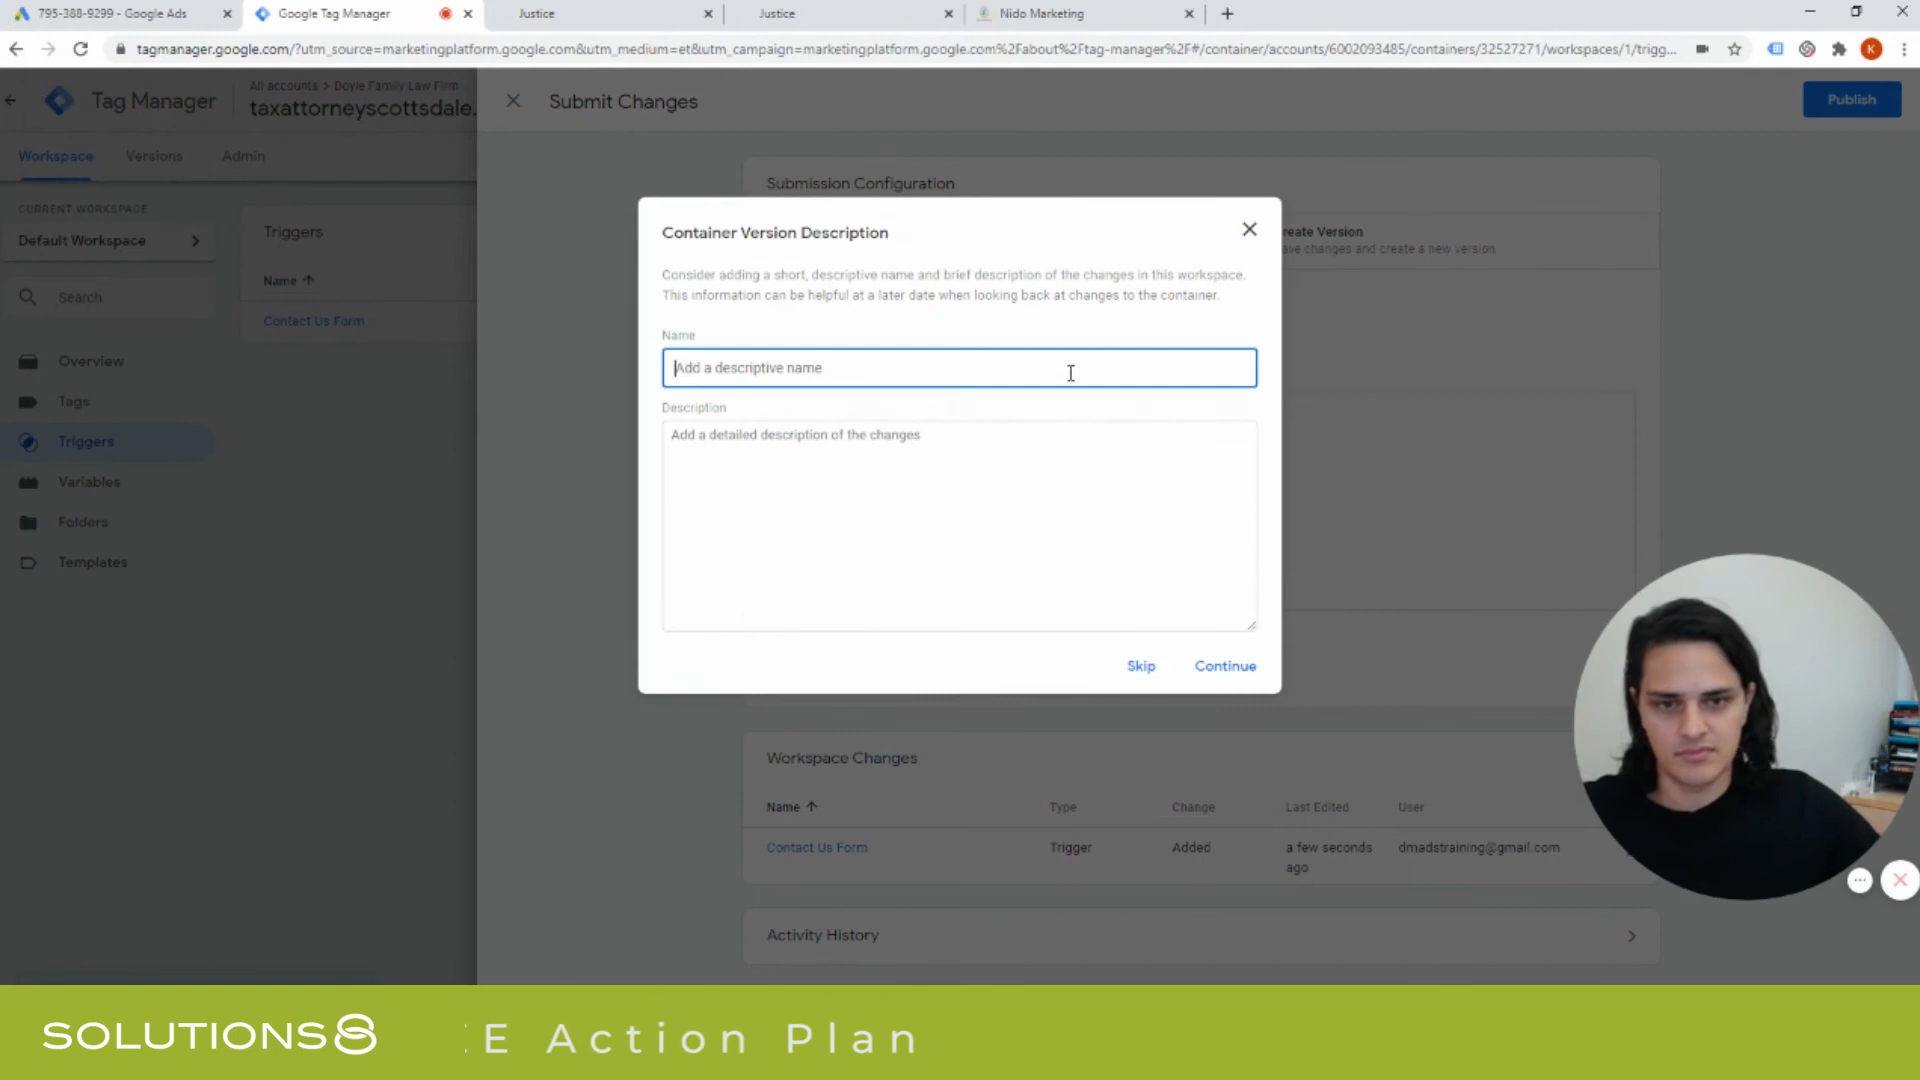 795-388-9299 - Google Ads
Google Tag Manager
Justice
Justice
Nido Marketing
tagmanager.google.com/?utm_source=marketingplatform.google.com&utm_medium=et&utm_campaign=marketingplatform.google.com%2Fabout%2Ftag-manager%2F#/container/accounts/6002093485/containers/32527271/workspaces/1/trigg...
K
Tag Manager
All accounts > Doyle Family Law Firm
taxattorneyscottsdale.
Submit Changes
Publish
Workspace
Versions
Admin
Submission Configuration
CURRENT WORKSPACE
Default Workspace
Triggers
reate Version
ave changes and create a new version
Name
Search
Contact Us Form
Overview
Tags
Triggers
Variables
Folders
Templates
Container Version Description
Consider adding a short, descriptive name and brief description of the changes in this workspace.
This information can be helpful at a later date when looking back at changes to the container.
Name
Add a descriptive name
Description
Add a detailed description of the changes
Skip
Continue
Workspace Changes
Name
Type
Change
Last Edited
User
Contact Us Form
Trigger
Added
a few seconds
ago
dmadstraining@gmail.com
Activity History
SOLUTIONS8
E Action Plan